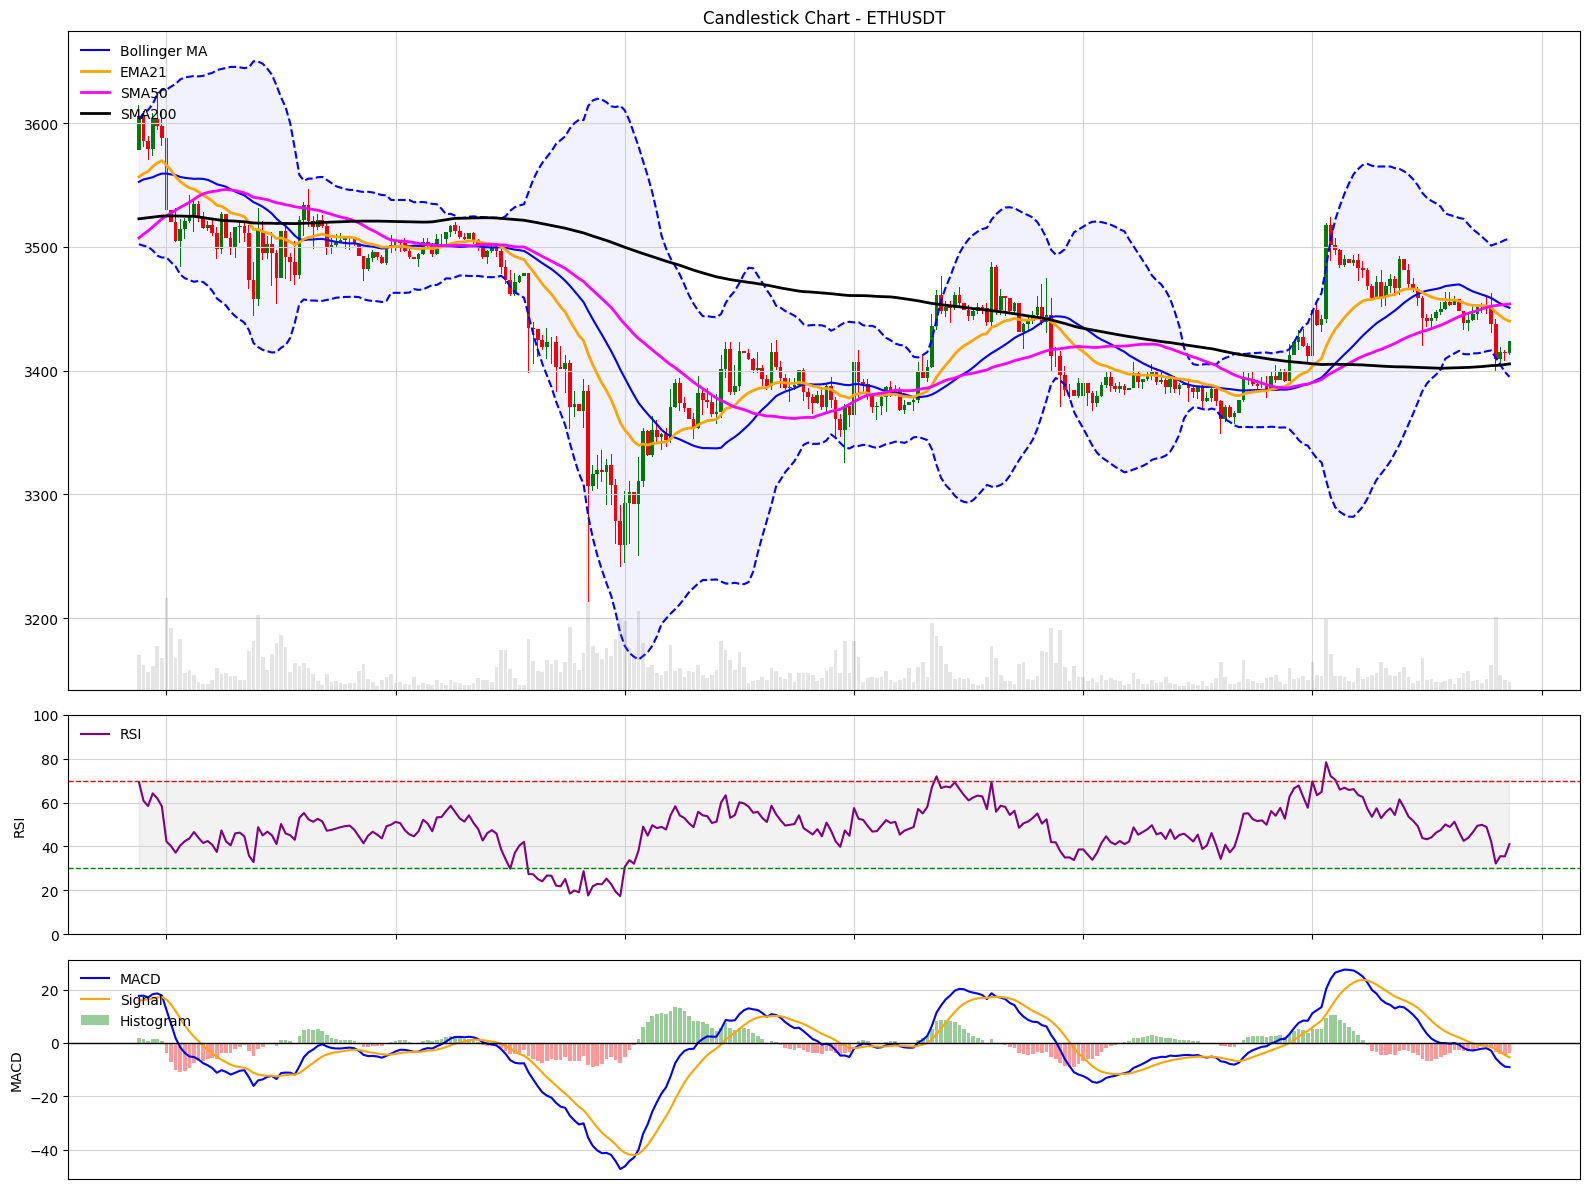 Candlestick Chart - ETHUSDT
Bollinger MA
EMA21
SMA50
SMA200
3600
3500
3400
3300
3200
RSI
100
80
60
40
20
0
RSI
MACD
Signal
Histogram
20
0
−20
−40
MACD